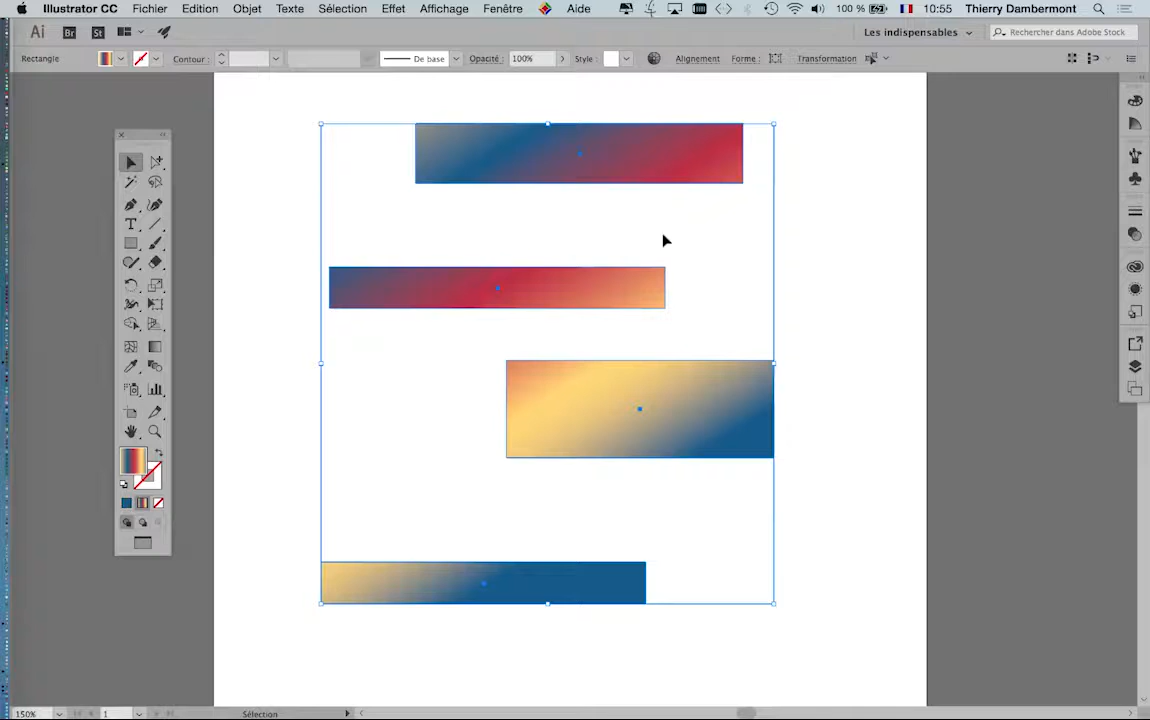 Illustrator CC Fichier Edition Objet Texte Sélection Effet Affichage Fenêtre Aide 100 % 10:55 Thierry Dambermont
Ai Br St Les indispensables Rechercher dans Adobe Stock
Rectangle Contour : De base Opacité : 100% Style : Alignement Forme : Transformation
T
150% 1 Sélection